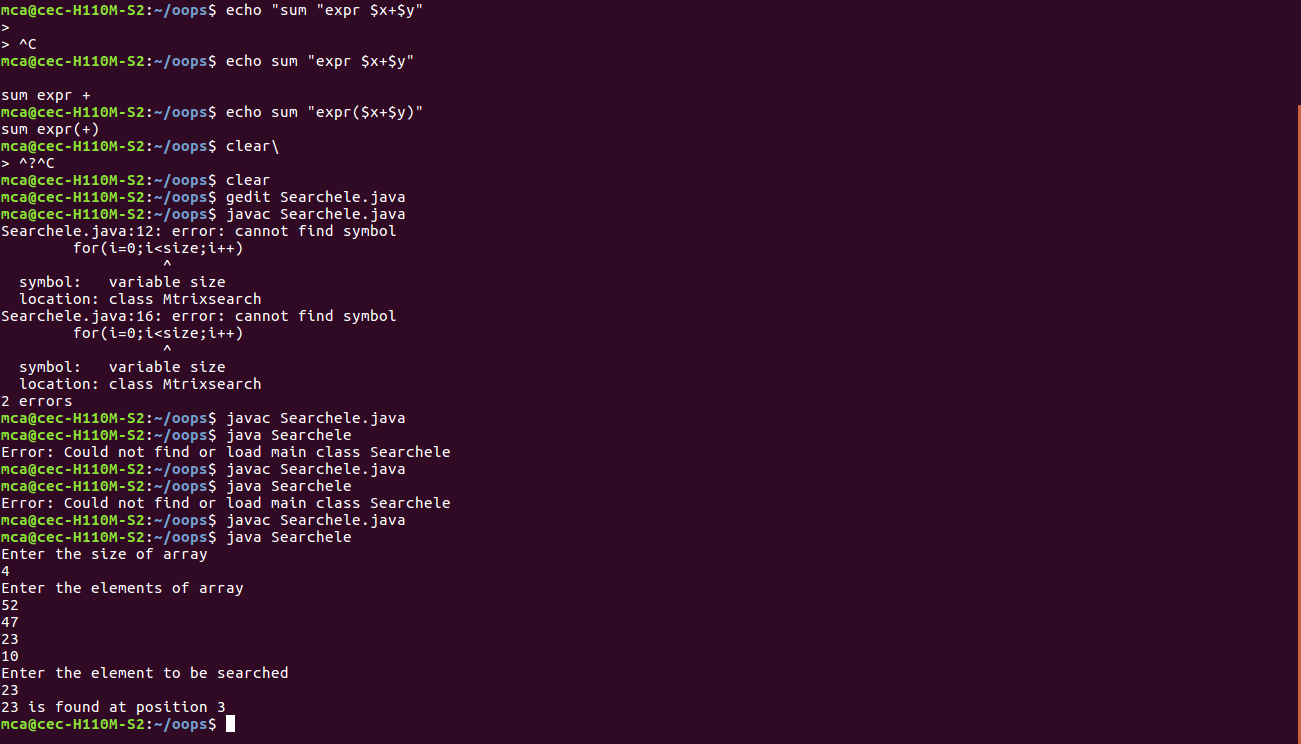 mca@cec-H110M-S2:~/oops$ echo "sum "expr $x+$y"
>
> ^C
mca@cec-H110M-S2:~/oops$ echo sum "expr $x+$y"

sum expr +
mca@cec-H110M-S2:~/oops$ echo sum "expr($x+$y)"
sum expr(+)
mca@cec-H110M-S2:~/oops$ clear\
> ^?^C
mca@cec-H110M-S2:~/oops$ clear
mca@cec-H110M-S2:~/oops$ gedit Searchele.java
mca@cec-H110M-S2:~/oops$ javac Searchele.java
Searchele.java:12: error: cannot find symbol
        for(i=0;i<size;i++)
                  ^
  symbol:   variable size
  location: class Mtrixsearch
Searchele.java:16: error: cannot find symbol
        for(i=0;i<size;i++)
                  ^
  symbol:   variable size
  location: class Mtrixsearch
2 errors
mca@cec-H110M-S2:~/oops$ javac Searchele.java
mca@cec-H110M-S2:~/oops$ java Searchele
Error: Could not find or load main class Searchele
mca@cec-H110M-S2:~/oops$ javac Searchele.java
mca@cec-H110M-S2:~/oops$ java Searchele
Error: Could not find or load main class Searchele
mca@cec-H110M-S2:~/oops$ javac Searchele.java
mca@cec-H110M-S2:~/oops$ java Searchele
Enter the size of array
4
Enter the elements of array
52
47
23
10
Enter the element to be searched
23
23 is found at position 3
mca@cec-H110M-S2:~/oops$